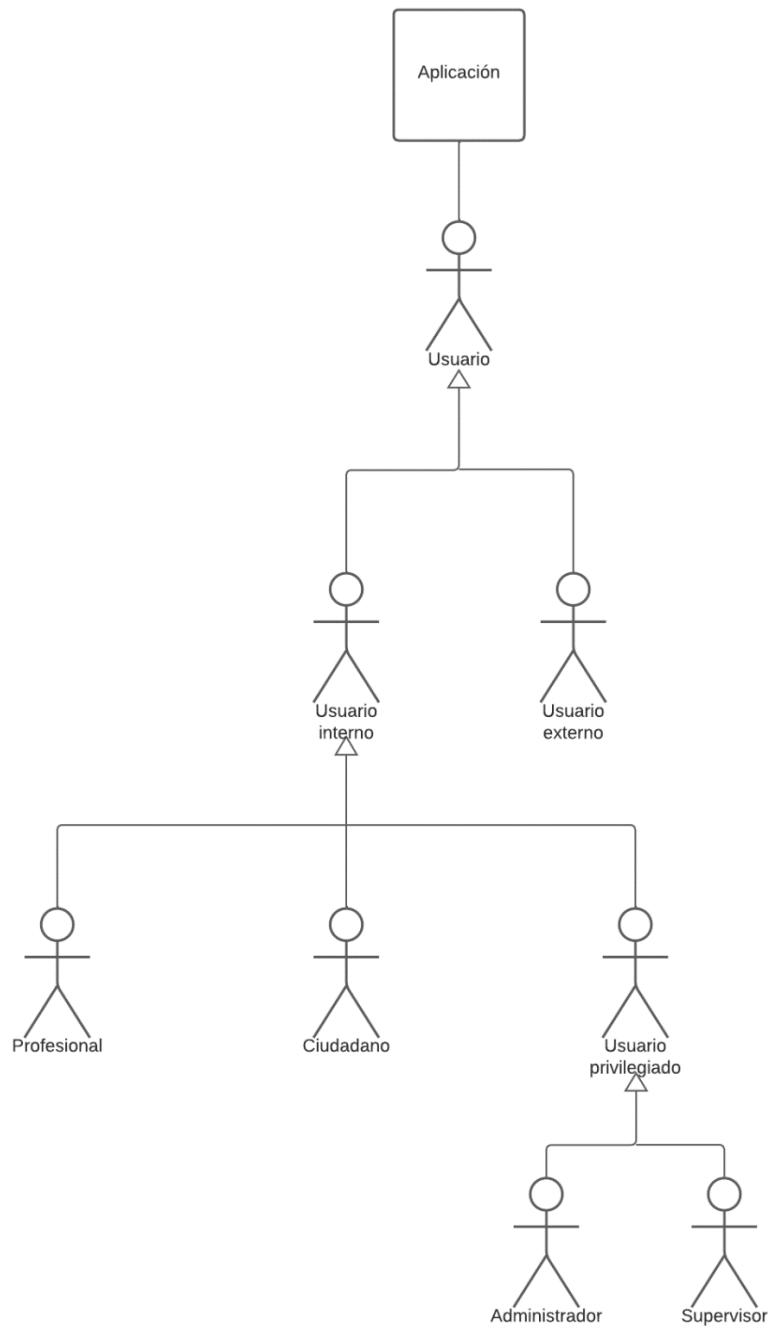 Aplicación
Usuario
Usuario
interno
Usuario
externo
Profesional
Ciudadano
Usuario
privilegiado
Administrador
Supervisor